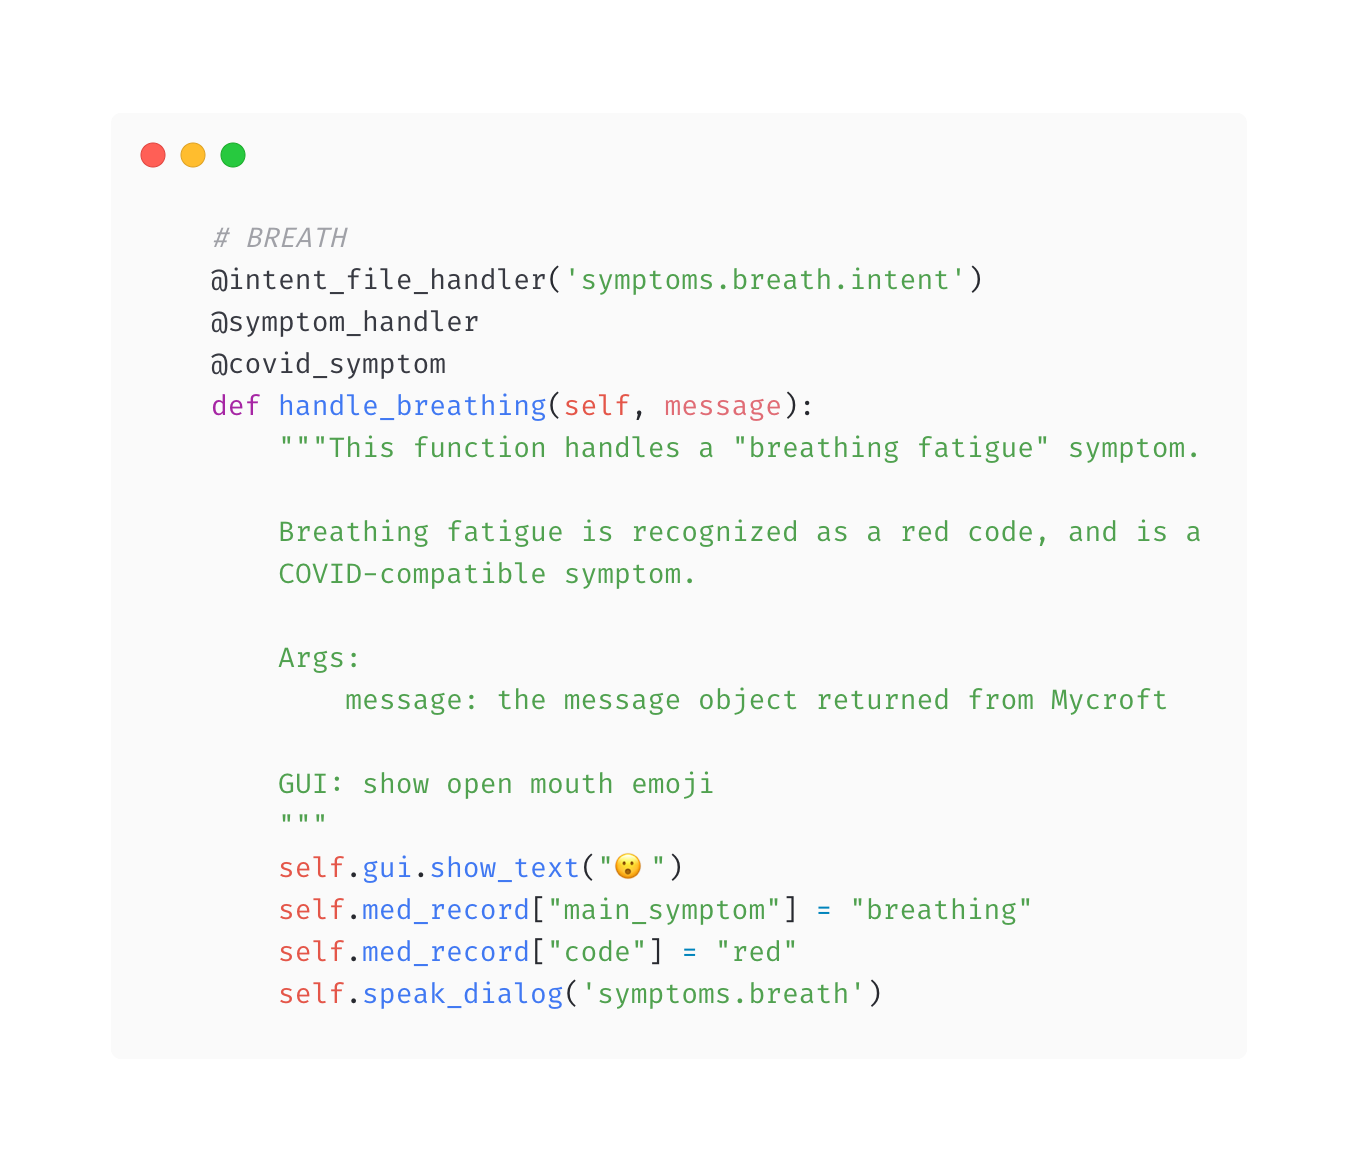 # BREATH
@intent_file_handler('symptoms.breath.intent')
@symptom_handler
@covid_symptom
def handle_breathing(self, message):
    """This function handles a "breathing fatigue" symptom.

    Breathing fatigue is recognized as a red code, and is a
    COVID-compatible symptom.

    Args:
        message: the message object returned from Mycroft

    GUI: show open mouth emoji
    """
    self.gui.show_text("😮 ")
    self.med_record["main_symptom"] = "breathing"
    self.med_record["code"] = "red"
    self.speak_dialog('symptoms.breath')